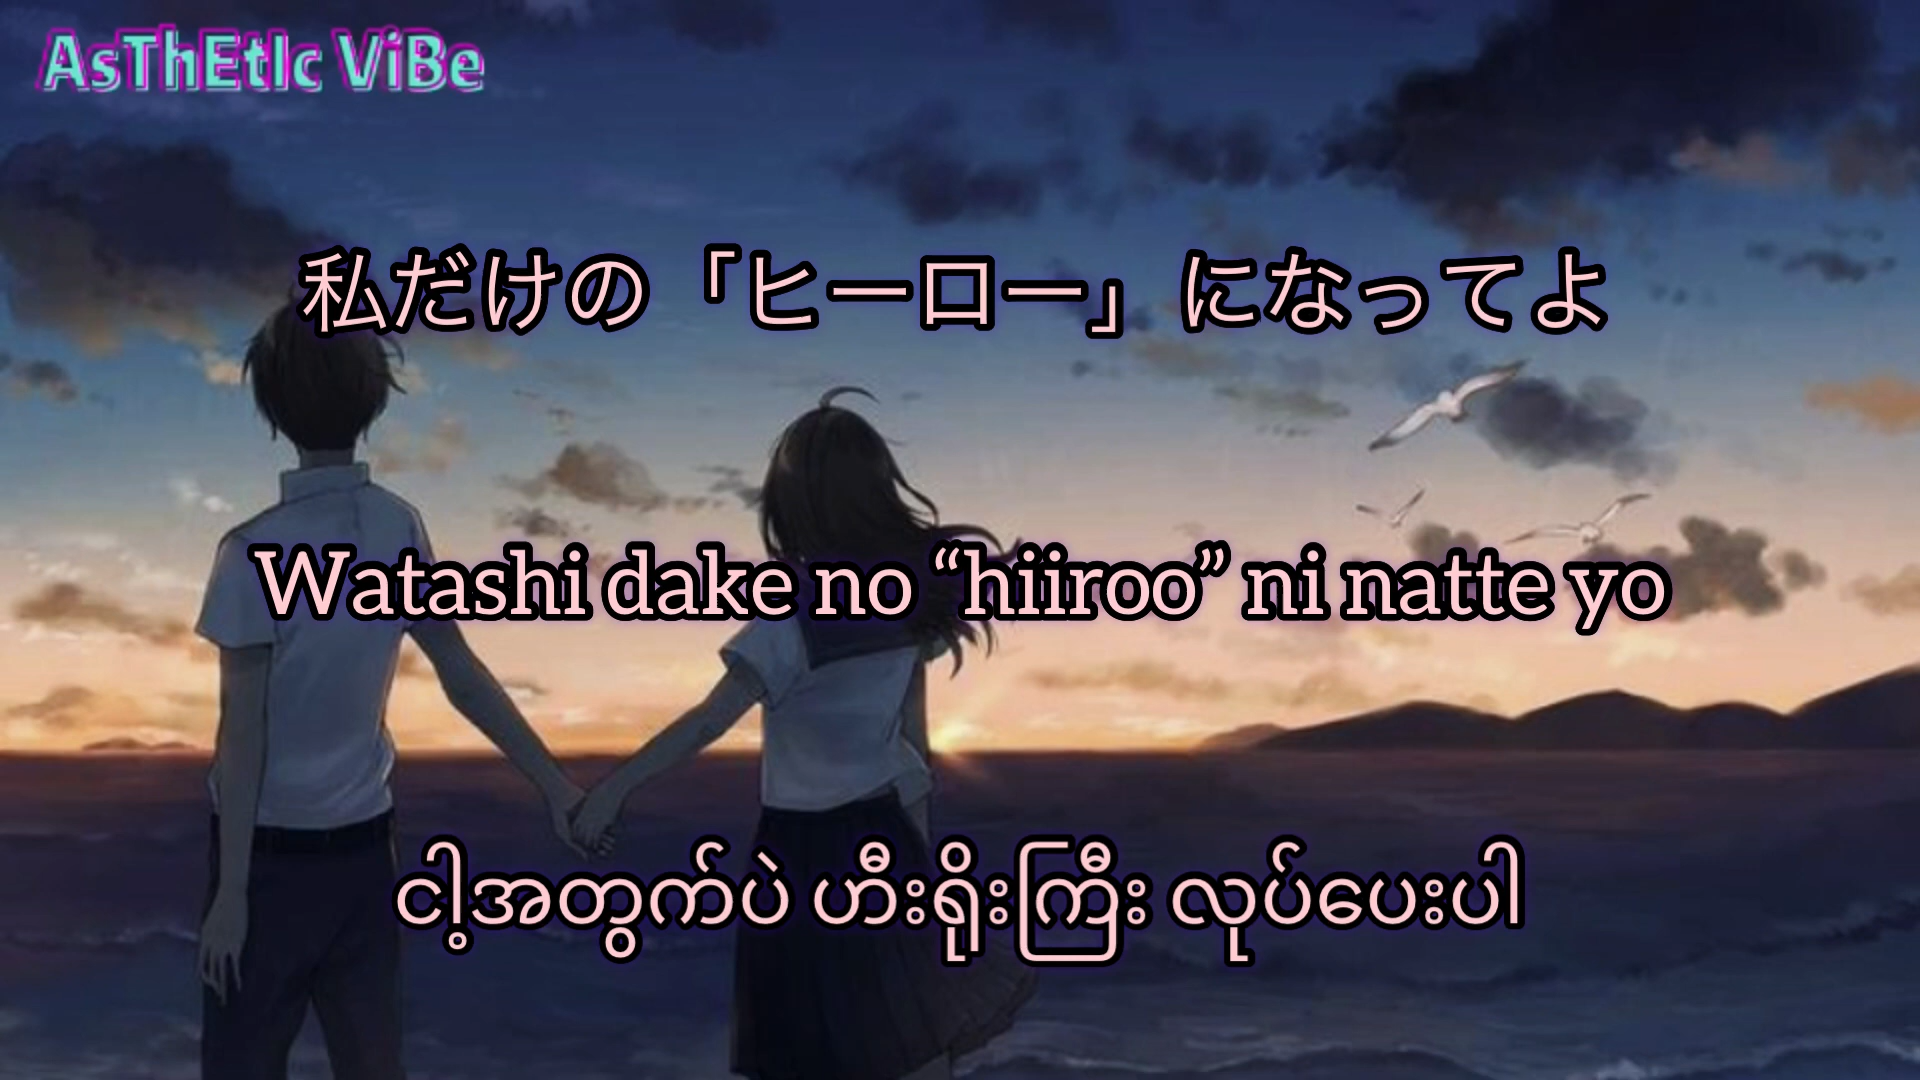 AsThEtIc ViBe
私だけの「ヒーロー」になってよ
Watashi dake no “hiiroo” ni natte yo
ငါ့အတွက်ပဲ ဟီးရိုးကြီး လုပ်ပေးပါ